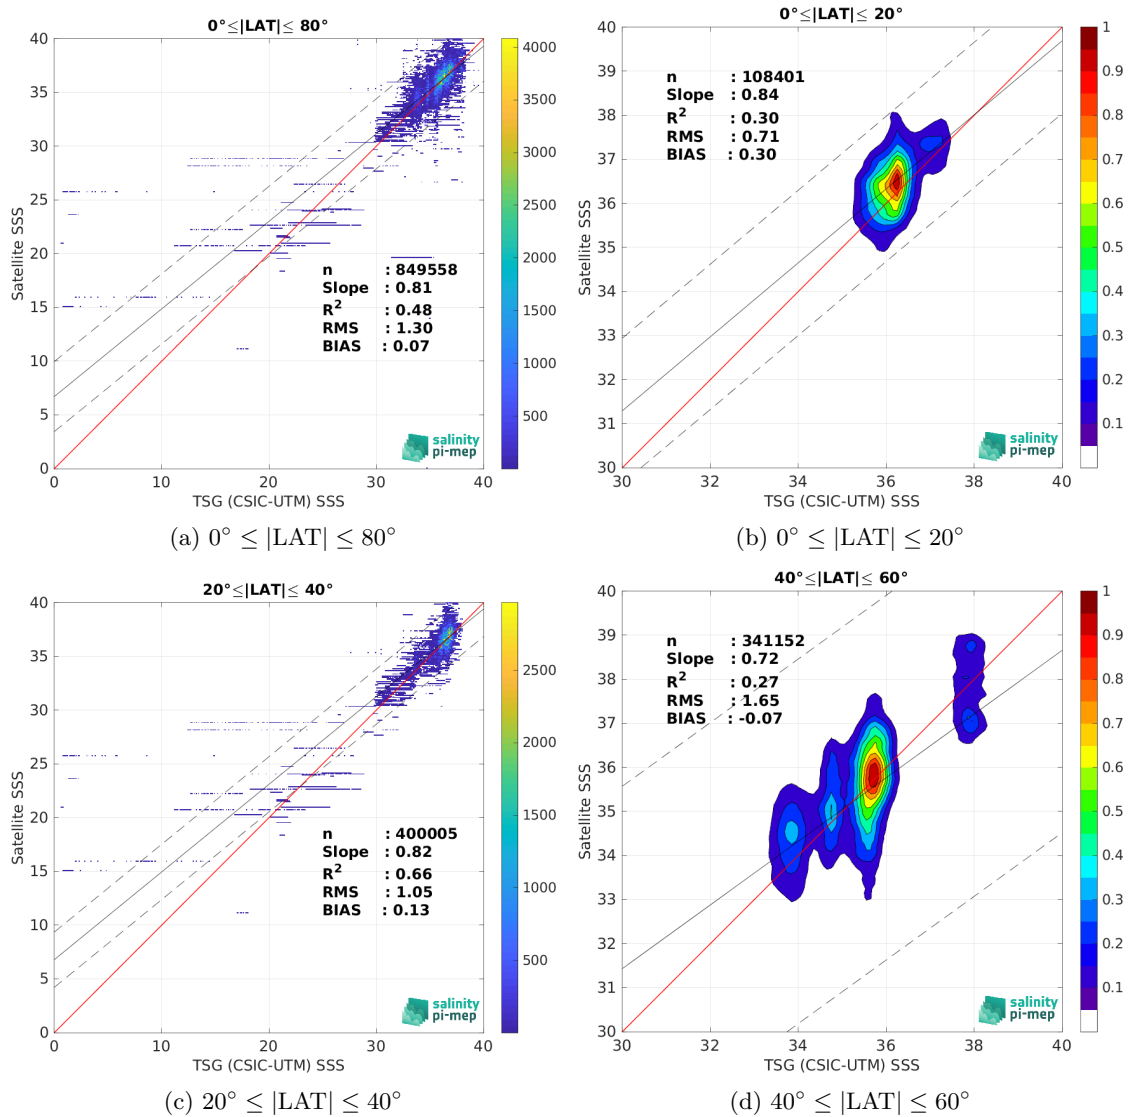 0°≤|LAT|≤ 80°
40
35
30
25
20
15
10
5
0
0
10
20
30
40
Satellite SSS
TSG (CSIC-UTM) SSS
n : 849558
Slope : 0.81
R² : 0.48
RMS : 1.30
BIAS : 0.07
salinity
pi-mep
4000
3500
3000
2500
2000
1500
1000
500
(a) 0° ≤ |LAT| ≤ 80°
0°≤|LAT|≤ 20°
40
39
38
37
36
35
34
33
32
31
30
30
32
34
36
38
40
Satellite SSS
TSG (CSIC-UTM) SSS
n : 108401
Slope : 0.84
R² : 0.30
RMS : 0.71
BIAS : 0.30
salinity
pi-mep
1
0.9
0.8
0.7
0.6
0.5
0.4
0.3
0.2
0.1
(b) 0° ≤ |LAT| ≤ 20°
20°≤|LAT|≤ 40°
40
35
30
25
20
15
10
5
0
0
10
20
30
40
Satellite SSS
TSG (CSIC-UTM) SSS
n : 400005
Slope : 0.82
R² : 0.66
RMS : 1.05
BIAS : 0.13
salinity
pi-mep
2500
2000
1500
1000
500
(c) 20° ≤ |LAT| ≤ 40°
40°≤|LAT|≤ 60°
40
39
38
37
36
35
34
33
32
31
30
30
32
34
36
38
40
Satellite SSS
TSG (CSIC-UTM) SSS
n : 341152
Slope : 0.72
R² : 0.27
RMS : 1.65
BIAS : -0.07
salinity
pi-mep
1
0.9
0.8
0.7
0.6
0.5
0.4
0.3
0.2
0.1
(d) 40° ≤ |LAT| ≤ 60°